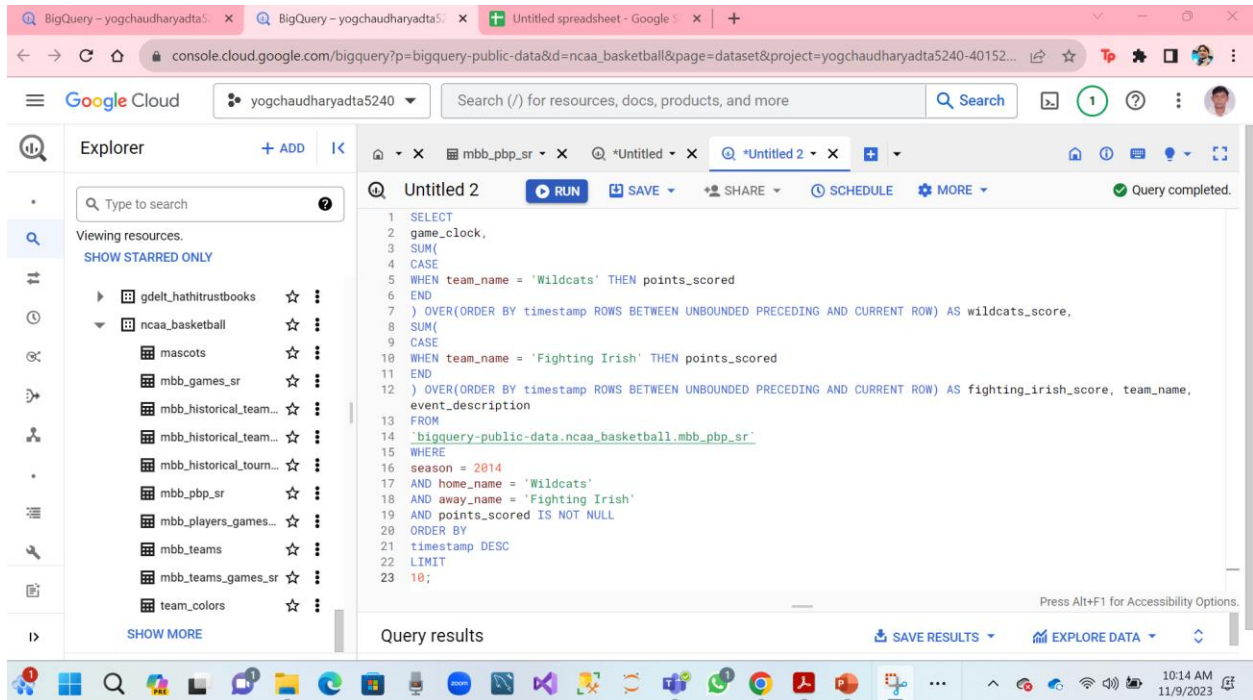 BigQuery – yogchaudharyadta5
BigQuery – yogchaudharyadta5
Untitled spreadsheet - Google S
console.cloud.google.com/bigquery?p=bigquery-public-data&d=ncaa_basketball&page=dataset&project=yogchaudharyadta5240-40152...
Tp
Google Cloud
yogchaudharyadta5240
Search (/) for resources, docs, products, and more
Search
1
Explorer
+ ADD
mbb_pbp_sr
*Untitled
*Untitled 2
Type to search
Untitled 2
RUN
SAVE
SHARE
SCHEDULE
MORE
Query completed.
Viewing resources.
SHOW STARRED ONLY
gdelt_hathitrustbooks
ncaa_basketball
mascots
mbb_games_sr
mbb_historical_team...
mbb_historical_team...
mbb_historical_tourn...
mbb_pbp_sr
mbb_players_games...
mbb_teams
mbb_teams_games_sr
team_colors
SHOW MORE
1 SELECT
2 game_clock,
3 SUM(
4 CASE
5 WHEN team_name = 'Wildcats' THEN points_scored
6 END
7 ) OVER(ORDER BY timestamp ROWS BETWEEN UNBOUNDED PRECEDING AND CURRENT ROW) AS wildcats_score,
8 SUM(
9 CASE
10 WHEN team_name = 'Fighting Irish' THEN points_scored
11 END
12 ) OVER(ORDER BY timestamp ROWS BETWEEN UNBOUNDED PRECEDING AND CURRENT ROW) AS fighting_irish_score, team_name,
event_description
13 FROM
14 `bigquery-public-data.ncaa_basketball.mbb_pbp_sr`
15 WHERE
16 season = 2014
17 AND home_name = 'Wildcats'
18 AND away_name = 'Fighting Irish'
19 AND points_scored IS NOT NULL
20 ORDER BY
21 timestamp DESC
22 LIMIT
23 10;
Press Alt+F1 for Accessibility Options.
Query results
SAVE RESULTS
EXPLORE DATA
1
PRE
zoom
10:14 AM
11/9/2023